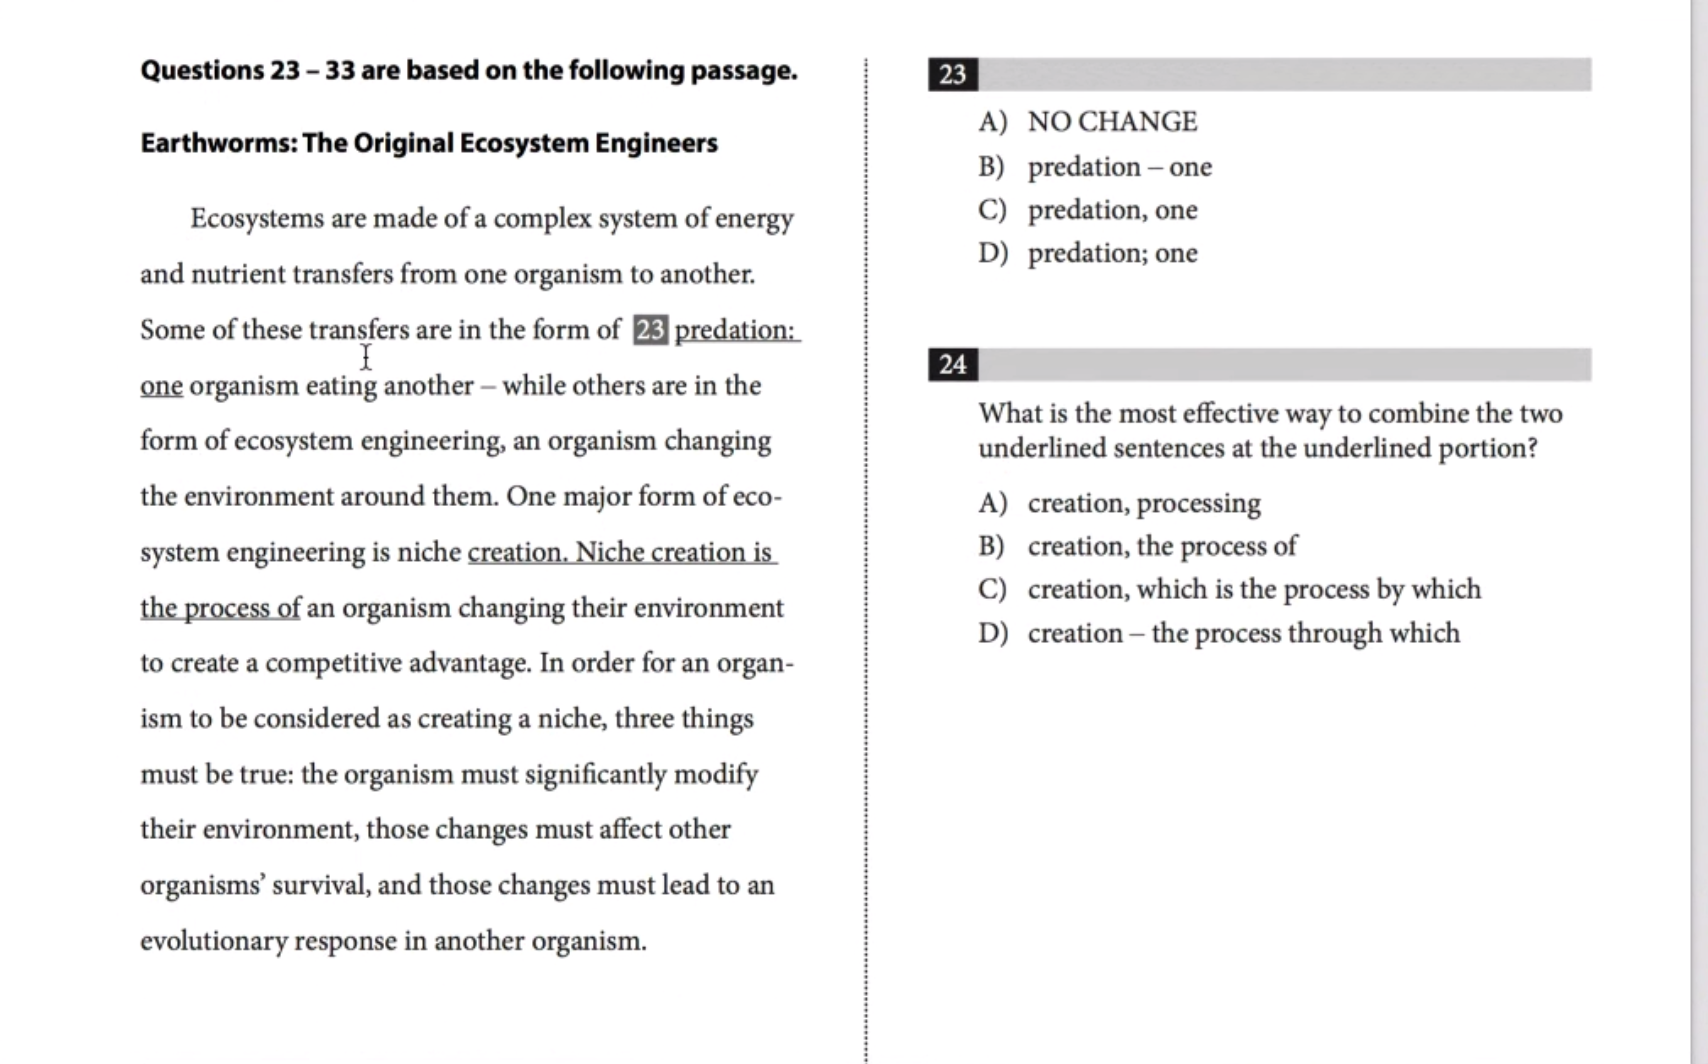 Questions 23 – 33 are based on the following passage.
Earthworms: The Original Ecosystem Engineers
Ecosystems are made of a complex system of energy
and nutrient transfers from one organism to another.
Some of these transfers are in the form of 23 predation:
one organism eating another – while others are in the
form of ecosystem engineering, an organism changing
the environment around them. One major form of eco-
system engineering is niche creation. Niche creation is
the process of an organism changing their environment
to create a competitive advantage. In order for an organ-
ism to be considered as creating a niche, three things
must be true: the organism must significantly modify
their environment, those changes must affect other
organisms’ survival, and those changes must lead to an
evolutionary response in another organism.
23
A) NO CHANGE
B) predation – one
C) predation, one
D) predation; one
24
What is the most effective way to combine the two
underlined sentences at the underlined portion?
A) creation, processing
B) creation, the process of
C) creation, which is the process by which
D) creation – the process through which